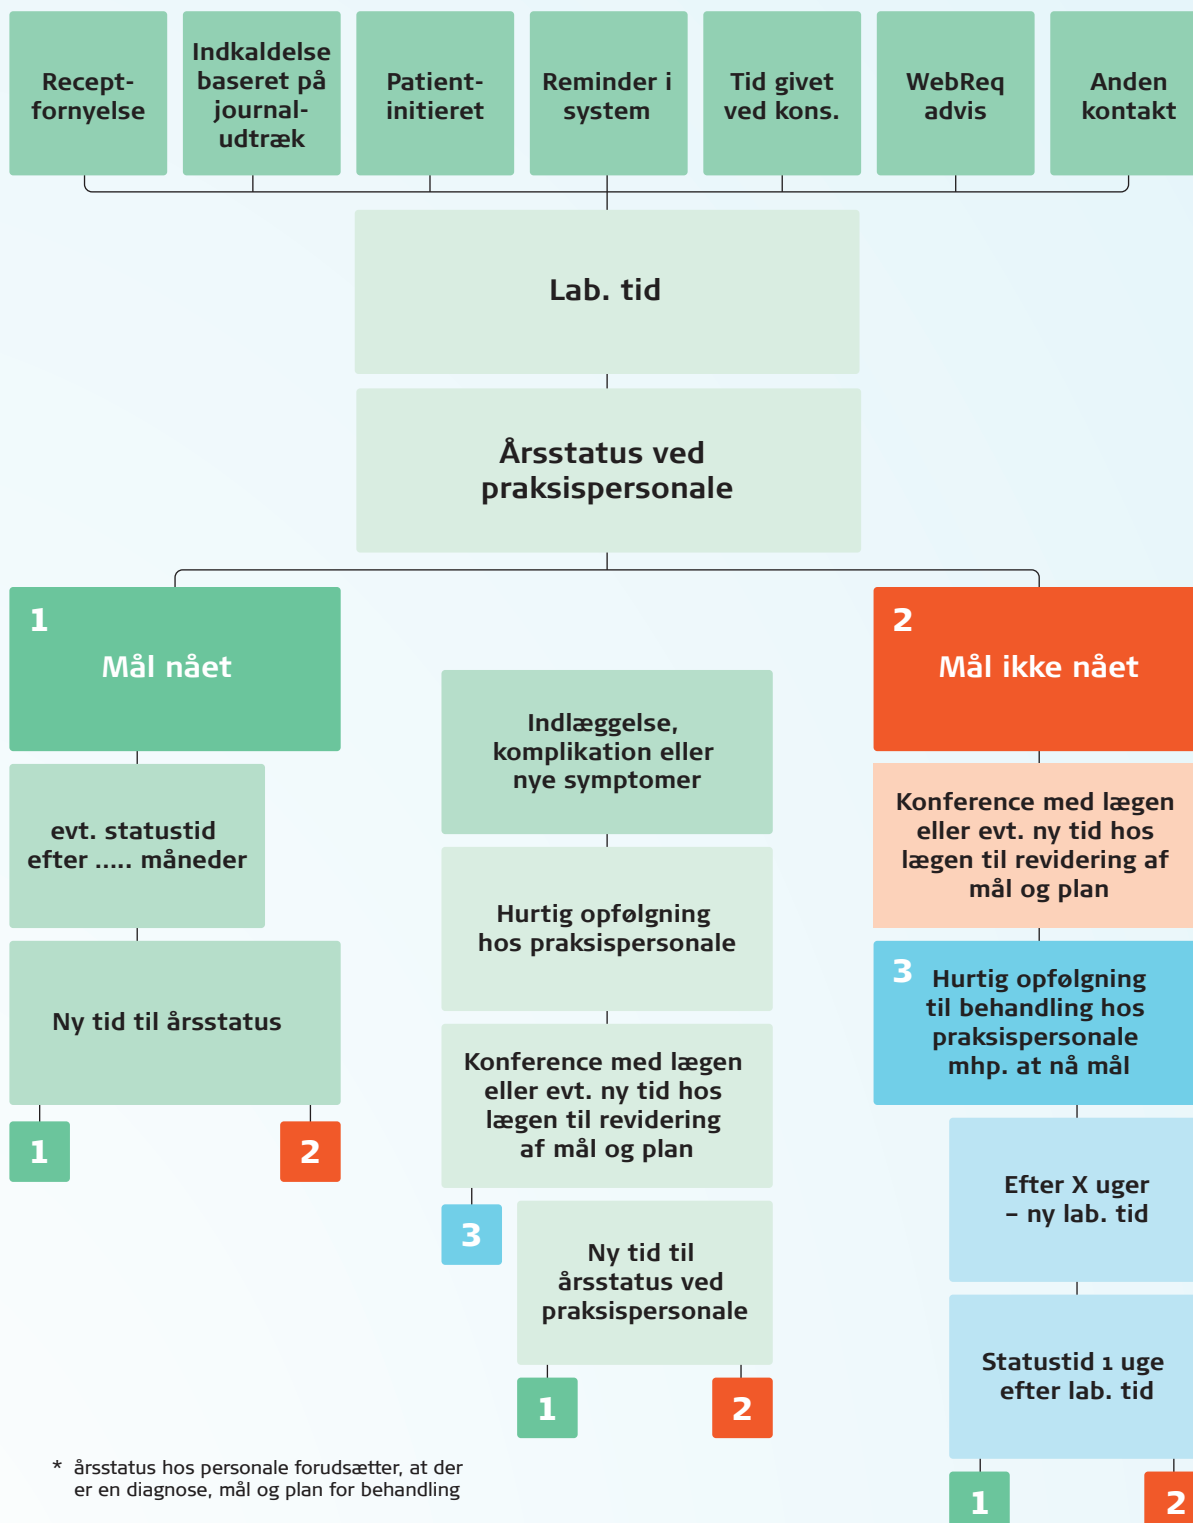 Recept-
fornyelse
Indkaldelse
baseret på
journal-
udtræk
Patient-
initieret
Reminder i
system
Tid givet
ved kons.
WebReq
advis
Anden
kontakt
Lab. tid
Årsstatus ved
praksispersonale
1
Mål nået
evt. statustid
efter ..... måneder
Ny tid til årsstatus
1
2
Indlæggelse,
komplikation eller
nye symptomer
Hurtig opfølgning
hos praksispersonale
Konference med lægen
eller evt. ny tid hos
lægen til revidering
af mål og plan
3
Ny tid til
årsstatus ved
praksispersonale
1
2
2
Mål ikke nået
Konference med lægen
eller evt. ny tid hos
lægen til revidering af
mål og plan
3
Hurtig opfølgning
til behandling hos
praksispersonale
mhp. at nå mål
Efter X uger
– ny lab. tid
Statustid 1 uge
efter lab. tid
1
2
* årsstatus hos personale forudsætter, at der
er en diagnose, mål og plan for behandling